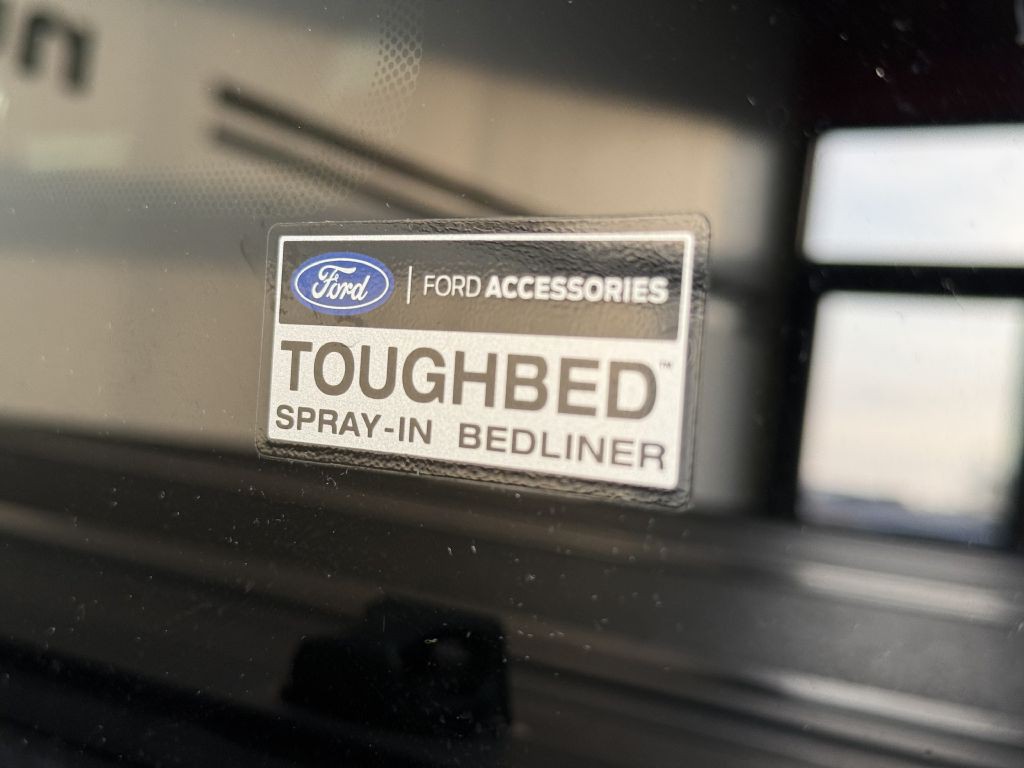 Ford | FORD ACCESSORIES
TOUGHBED™
SPRAY-IN BEDLINER